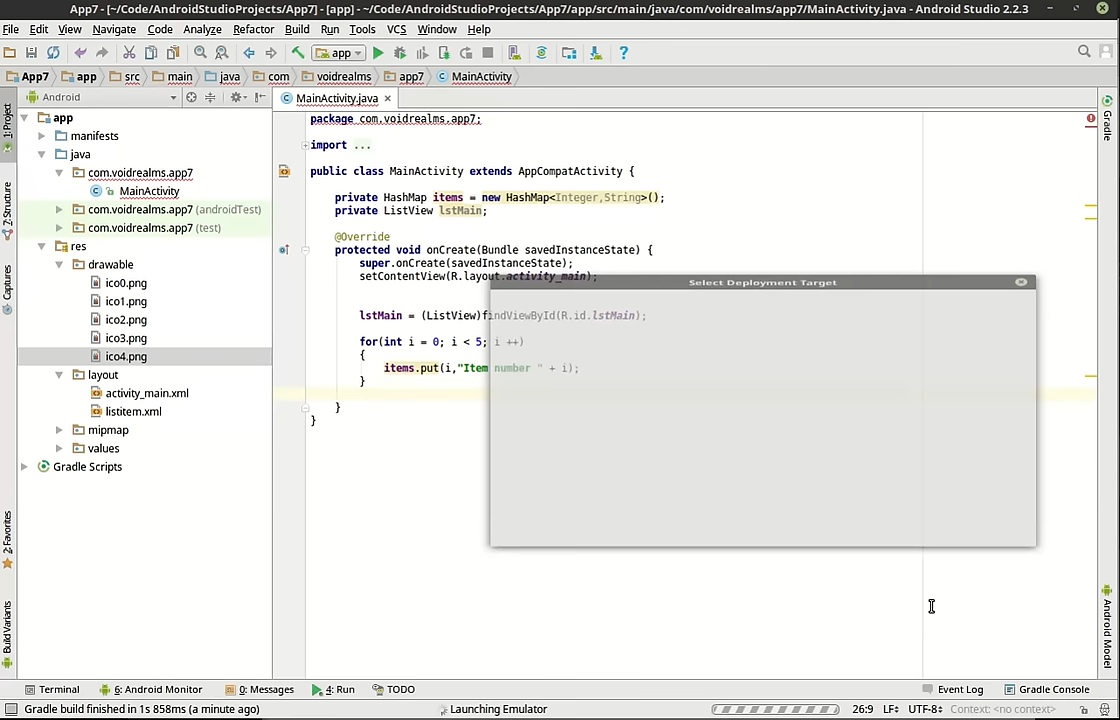 App7 - [~/Code/AndroidStudioProjects/App7] - [app] - ~/Code/AndroidStudioProjects/App7/app/src/main/java/com/voidrealms/app7/MainActivity.java - Android Studio 2.2.3
File Edit View Navigate Code Analyze Refactor Build Run Tools VCS Window Help
app
App7 app src main java com voidrealms app7 MainActivity
Android
MainActivity.java
1: Project
7: Structure
Captures
2: Favorites
Build Variants
app
manifests
java
com.voidrealms.app7
MainActivity
com.voidrealms.app7 (androidTest)
com.voidrealms.app7 (test)
res
drawable
ico0.png
ico1.png
ico2.png
ico3.png
ico4.png
layout
activity_main.xml
listitem.xml
mipmap
values
Gradle Scripts
package com.voidrealms.app7;
import ...
public class MainActivity extends AppCompatActivity {
private HashMap items = new HashMap<Integer,String>();
private ListView lstMain;
@Override
protected void onCreate(Bundle savedInstanceState) {
super.onCreate(savedInstanceState);
setContentView(R.layout.activity_main);
Select Deployment Target
lstMain = (ListView)findViewById(R.id.lstMain);
for(int i = 0; i < 5; i ++)
{
items.put(i,"Item number " + i);
}
}
}
Gradle
Android Model
Terminal 6: Android Monitor 0: Messages 4: Run TODO Event Log Gradle Console
Gradle build finished in 1s 858ms (a minute ago) Launching Emulator 26:9 LF UTF-8 Context: <no context>